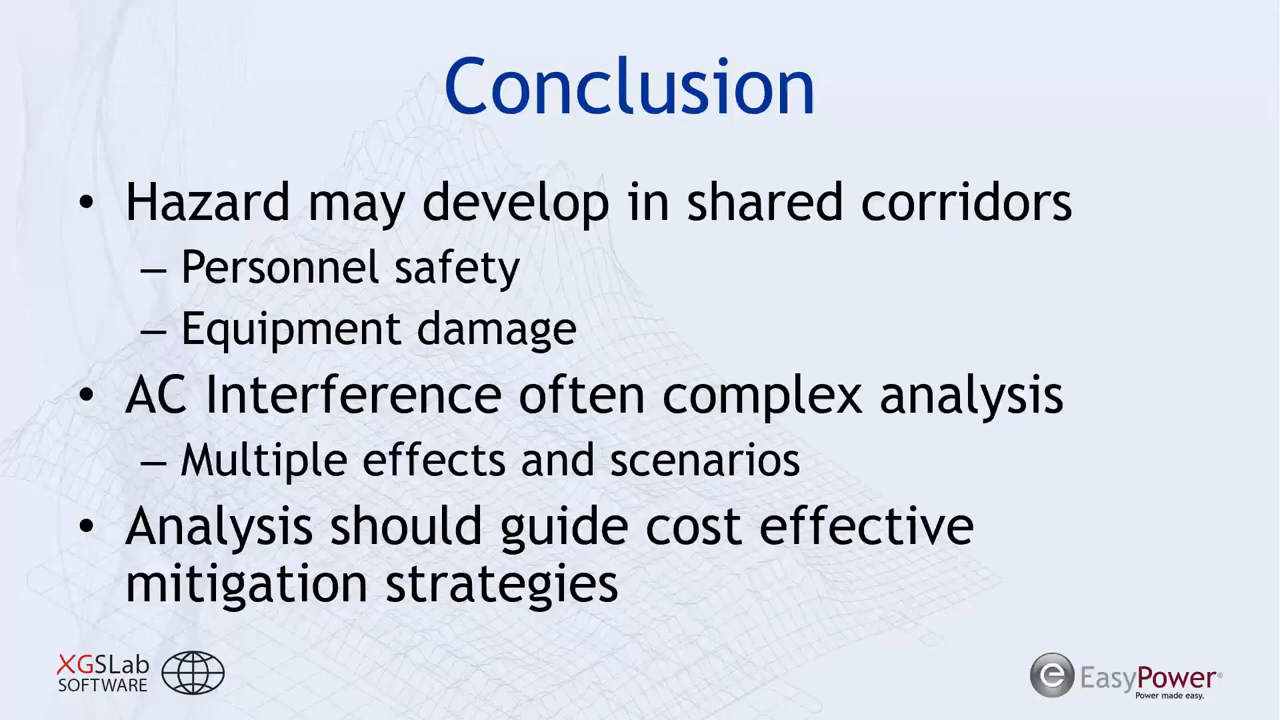 Conclusion
• Hazard may develop in shared corridors
– Personnel safety
– Equipment damage
• AC Interference often complex analysis
– Multiple effects and scenarios
• Analysis should guide cost effective
mitigation strategies
XGSLab
SOFTWARE
EasyPower®
Power made easy.